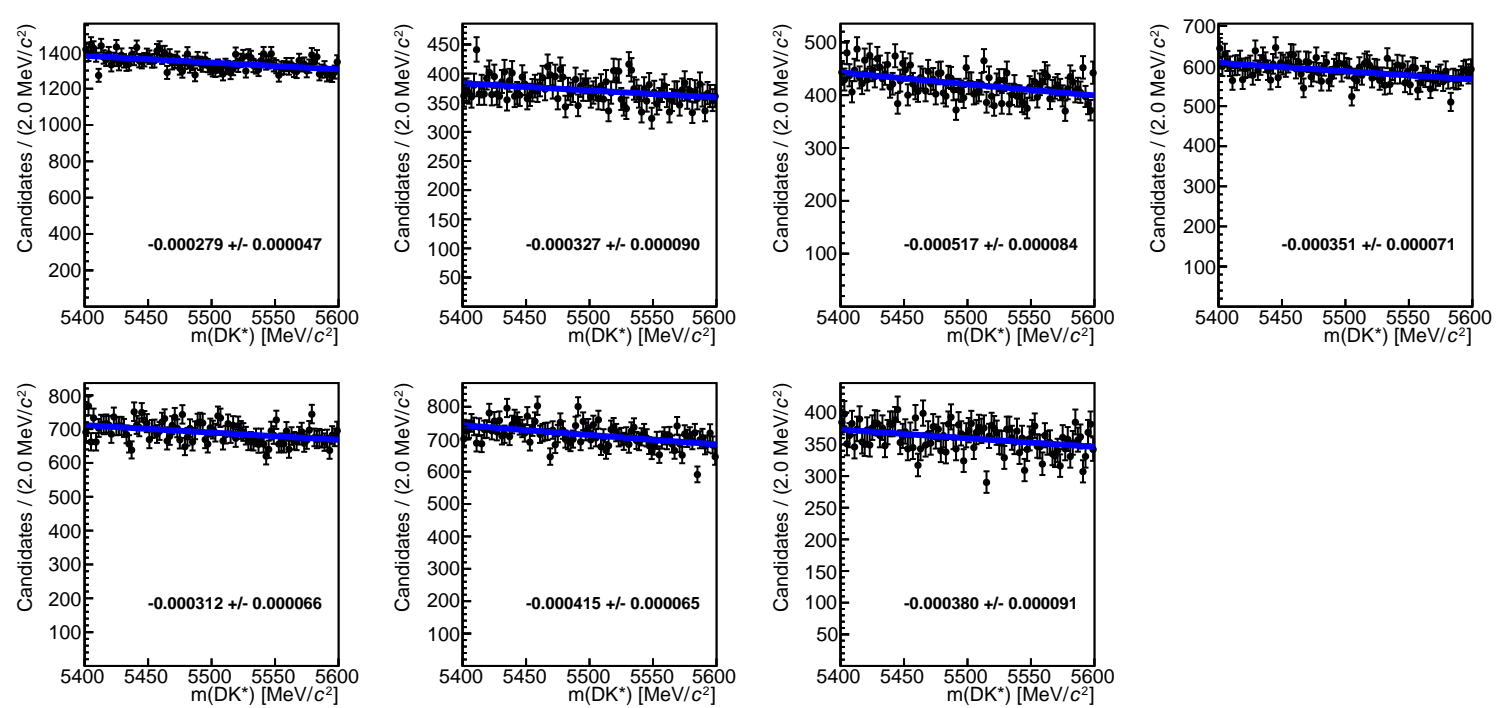 Candidates / (2.0 MeV/c²)
1400
1200
1000
800
600
400
200
-0.000279 +/- 0.000047
5400 5450 5500 5550 5600
m(DK*) [MeV/c²]
Candidates / (2.0 MeV/c²)
450
400
350
300
250
200
150
100
50
-0.000327 +/- 0.000090
5400 5450 5500 5550 5600
m(DK*) [MeV/c²]
Candidates / (2.0 MeV/c²)
500
400
300
200
100
-0.000517 +/- 0.000084
5400 5450 5500 5550 5600
m(DK*) [MeV/c²]
Candidates / (2.0 MeV/c²)
700
600
500
400
300
200
100
-0.000351 +/- 0.000071
5400 5450 5500 5550 5600
m(DK*) [MeV/c²]
Candidates / (2.0 MeV/c²)
800
700
600
500
400
300
200
100
-0.000312 +/- 0.000066
5400 5450 5500 5550 5600
m(DK*) [MeV/c²]
Candidates / (2.0 MeV/c²)
800
700
600
500
400
300
200
100
-0.000415 +/- 0.000065
5400 5450 5500 5550 5600
m(DK*) [MeV/c²]
Candidates / (2.0 MeV/c²)
400
350
300
250
200
150
100
50
-0.000380 +/- 0.000091
5400 5450 5500 5550 5600
m(DK*) [MeV/c²]